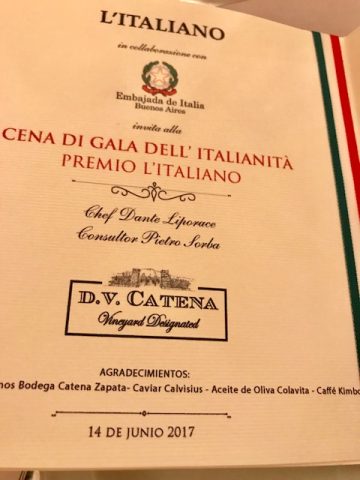 L'ITALIANO
in collaborazione con
Embajada de Italia
Buenos Aires
invita alla
CENA DI GALA DELL' ITALIANITÀ
PREMIO L'ITALIANO
Chef Dante Liporace
Consultor Pietro Sorba
D.V. CATENA
Vineyard Designated
AGRADECIMIENTOS:
Bodega Catena Zapata- Caviar Calvisius - Aceite de Oliva Colavita - Caffé Kimbo
14 DE JUNIO 2017